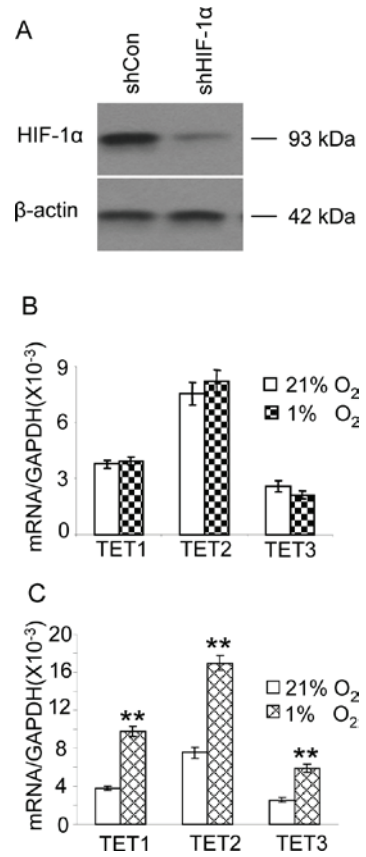 A
shCon
shHIF-1α
HIF-1α
93 kDa
β-actin
42 kDa
B
mRNA/GAPDH(X10⁻³)
9
6
3
0
21% O₂
1% O₂
TET1 TET2 TET3
C
mRNA/GAPDH(X10⁻³)
20
16
12
8
4
0
**
**
**
21% O₂
1% O₂
TET1 TET2 TET3